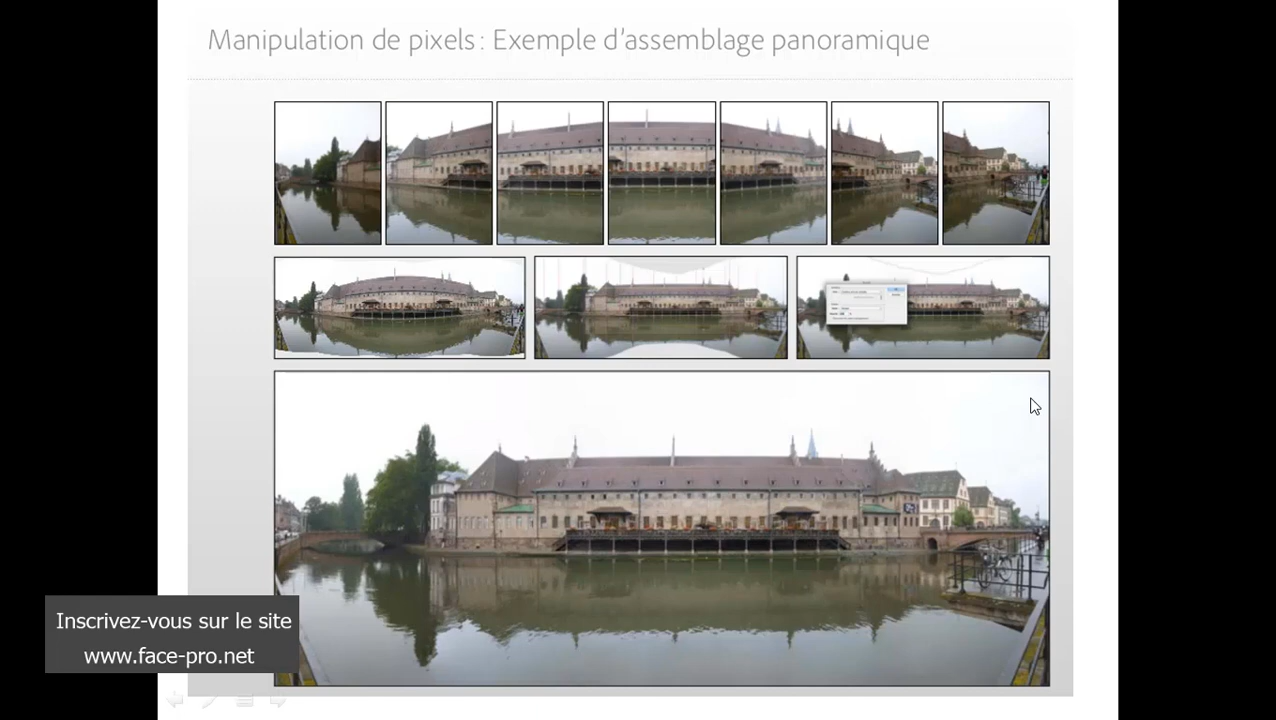 Manipulation de pixels : Exemple d'assemblage panoramique
Inscrivez-vous sur le site
www.face-pro.net